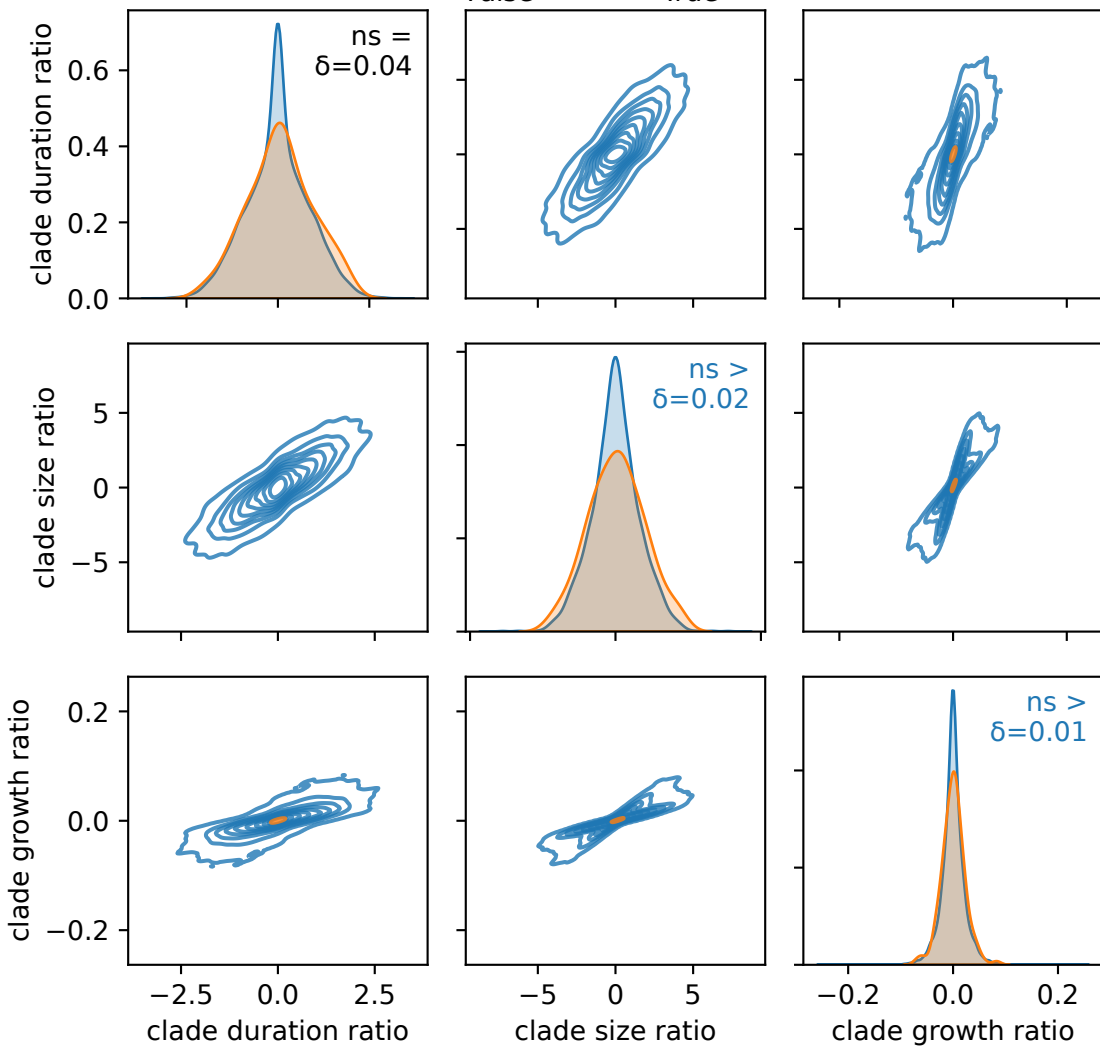 clade duration ratio
0.6
0.4
0.2
0.0
ns =
δ=0.04
clade size ratio
5
0
−5
ns >
δ=0.02
clade growth ratio
0.2
0.0
−0.2
ns >
δ=0.01
−2.5 0.0 2.5
−5 0 5
−0.2 0.0 0.2
clade duration ratio
clade size ratio
clade growth ratio